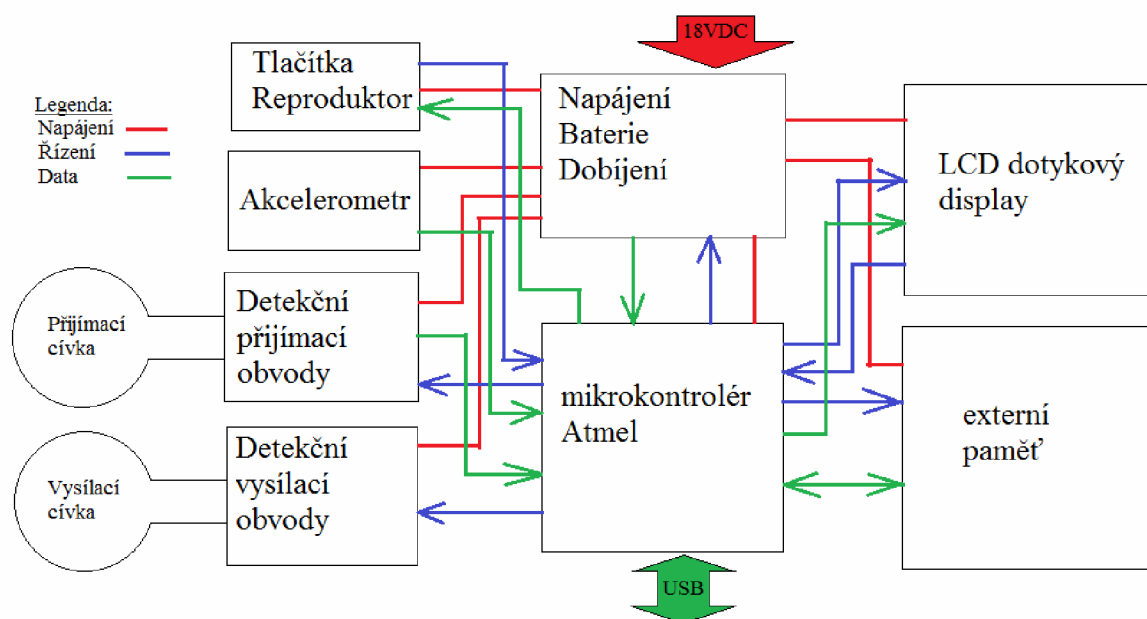 18VDC
Tlačítka
Reproduktor
Legenda:
Napájení
Řízení
Data
Napájení
Baterie
Dobíjení
LCD dotykový
display
Akcelerometr
Přijímací
cívka
Detekční
přijímací
obvody
mikrokontrolér
Atmel
externí
paměť
Vysílací
cívka
Detekční
vysílací
obvody
USB